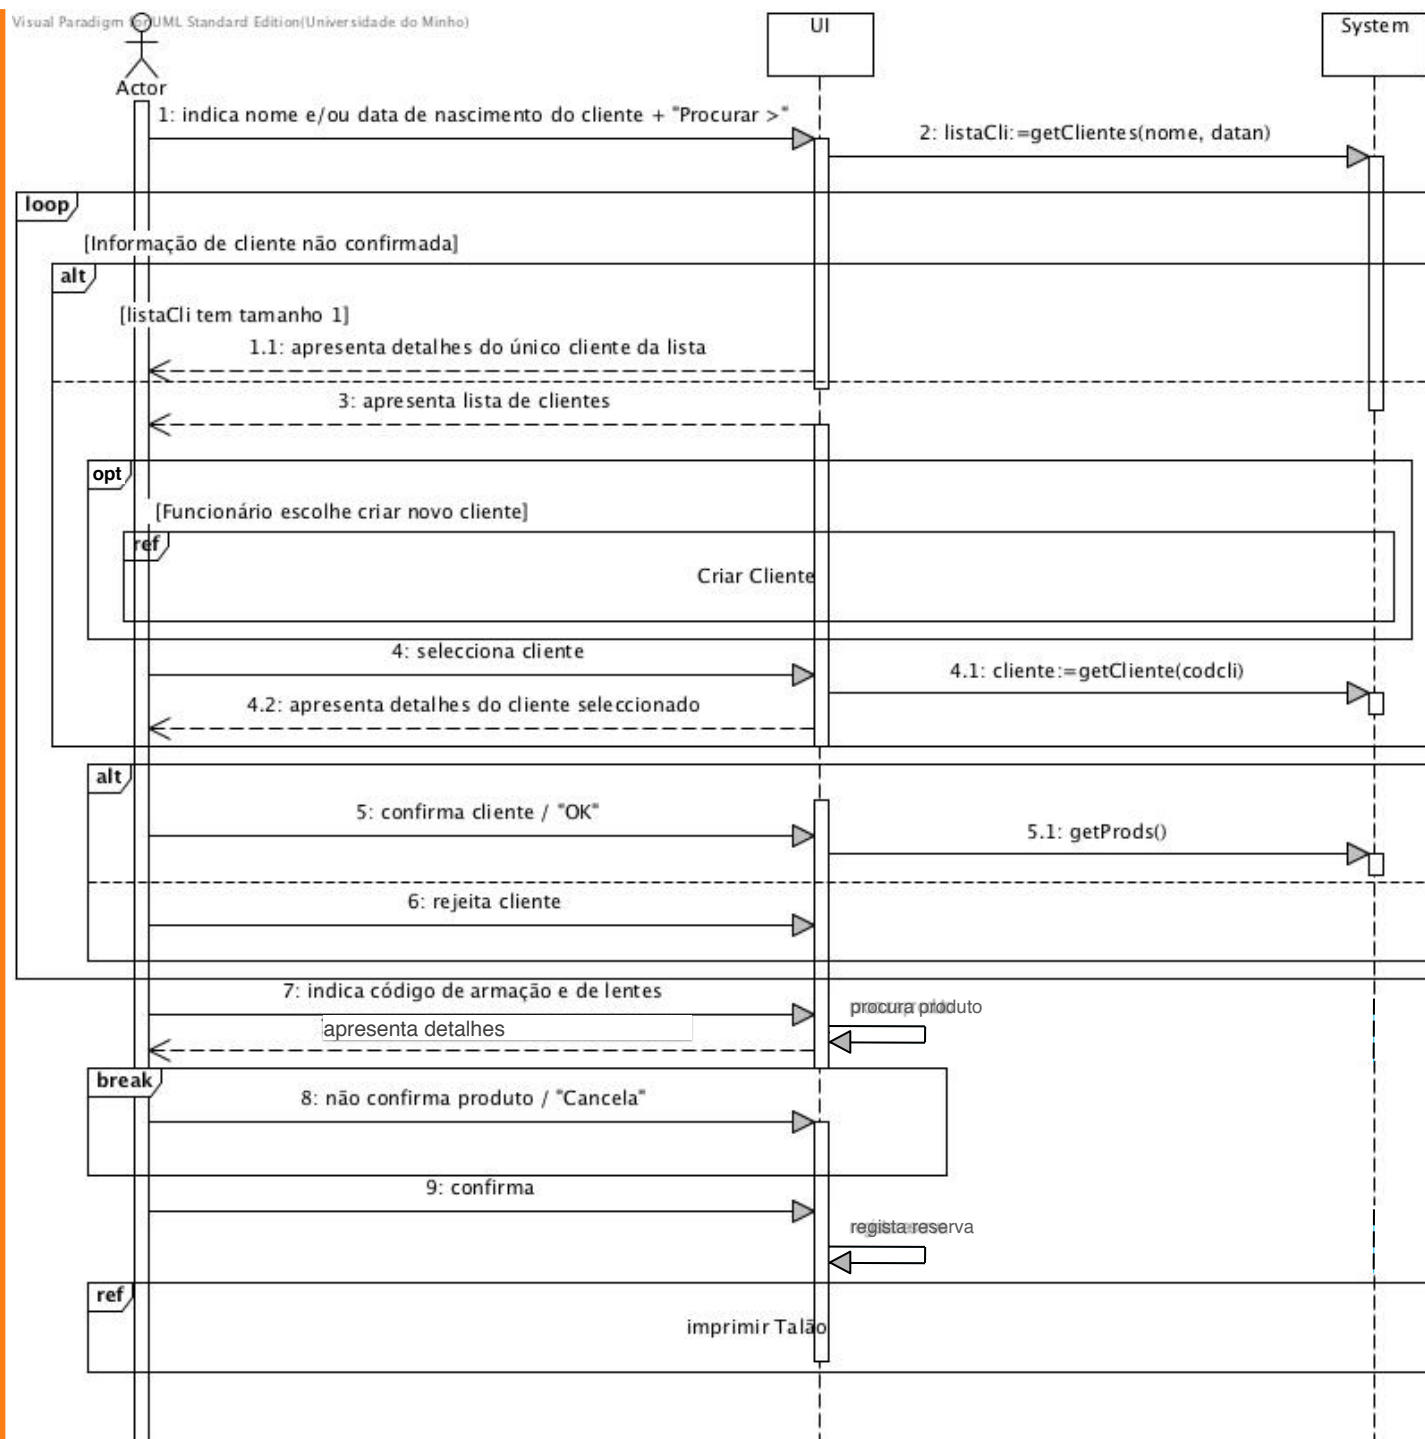 Visual Paradigm for UML Standard Edition(Universidade do Minho)
UI
System
Actor
1: indica nome e/ou data de nascimento do cliente + "Procurar >"
2: listaCli:=getClientes(nome, datan)
loop
[Informação de cliente não confirmada]
alt
[listaCli tem tamanho 1]
1.1: apresenta detalhes do único cliente da lista
3: apresenta lista de clientes
opt
[Funcionário escolhe criar novo cliente]
ref
Criar Cliente
4: selecciona cliente
4.1: cliente:=getCliente(codcli)
4.2: apresenta detalhes do cliente seleccionado
alt
5: confirma cliente / "OK"
5.1: getProds()
6: rejeita cliente
7: indica código de armação e de lentes
procura produto
apresenta detalhes
break
8: não confirma produto / "Cancela"
9: confirma
regista reserva
ref
imprimir Talão